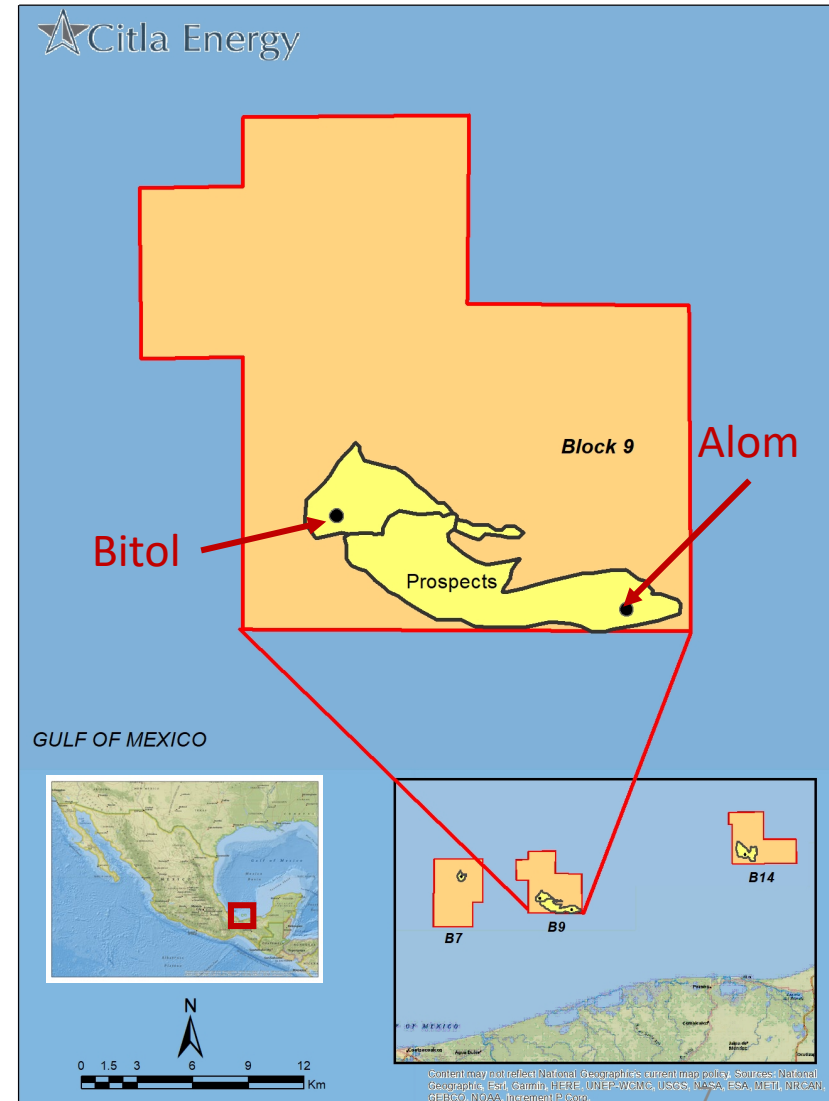 Citla Energy
Block 9
Alom
Bitol
Prospects
GULF OF MEXICO
B14
B7
B9
N
0 1.5 3 6 9 12
Km
OF MEXICO
Content may not reflect National Geographic's current map policy. Sources: National
Geographic, Esri, Garmin, HERE, UNEP-WCMC, USGS, NASA, ESA, METI, NRCAN,
GEBCO, NOAA, increment P Corp.